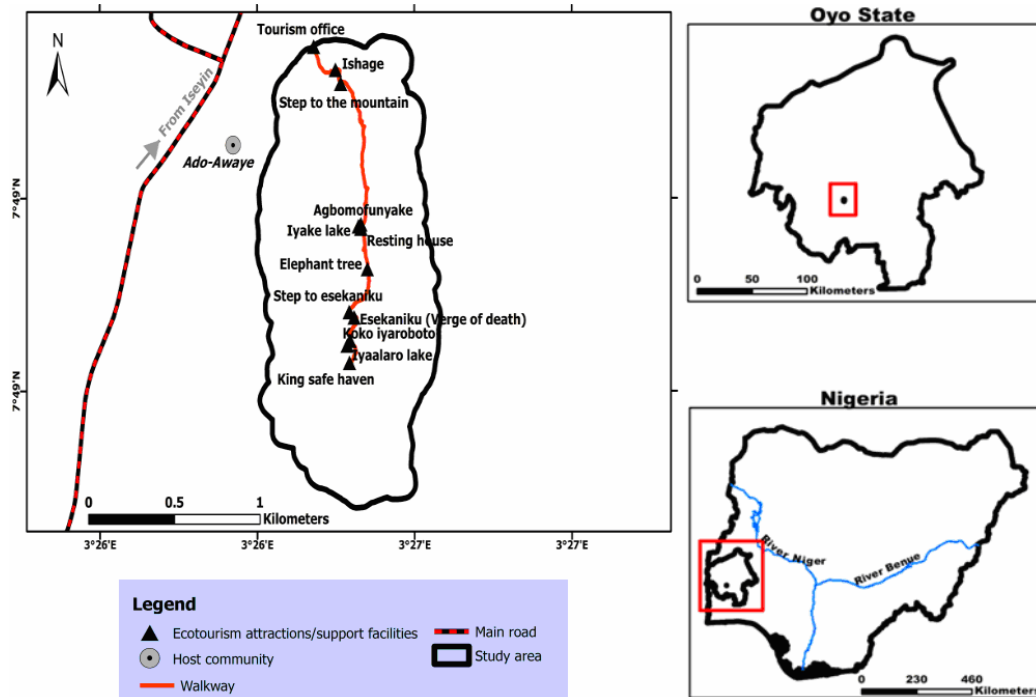 N
Tourism office
Ishage
Step to the mountain
From Iseyin
Ado-Awaye
7°49'N
Agbomofunyake
Iyake lake
Resting house
Elephant tree
Step to esekaniku
Esekaniku (Verge of death)
Koko iyaroboto
Iyaalaro lake
King safe haven
7°49'N
0 0.5 1
Kilometers
3°26'E 3°26'E 3°27'E 3°27'E
Legend
Ecotourism attractions/support facilities
Host community
Walkway
Main road
Study area
Oyo State
0 50 100
Kilometers
Nigeria
River Niger
River Benue
0 230 460
Kilometers